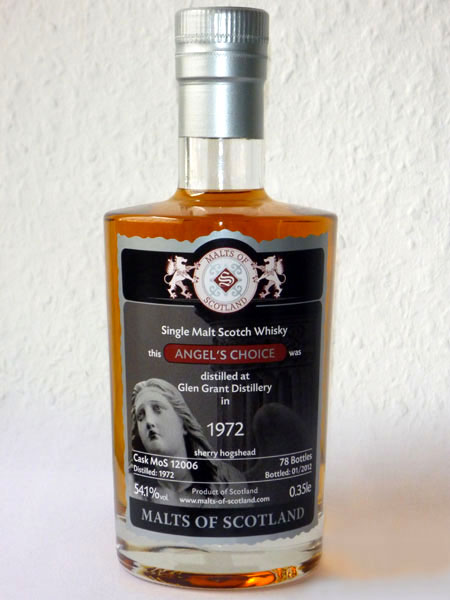 MALTS OF
SCOTLAND
Single Malt Scotch Whisky
this ANGEL'S CHOICE was
distilled at
Glen Grant Distillery
in
1972
sherry hogshead
Cask MoS 12006 78 Bottles
Distilled: 1972 Bottled: 01/2012
54.1%vol Product of Scotland 0.35le
www.malts-of-scotland.com
MALTS OF SCOTLAND